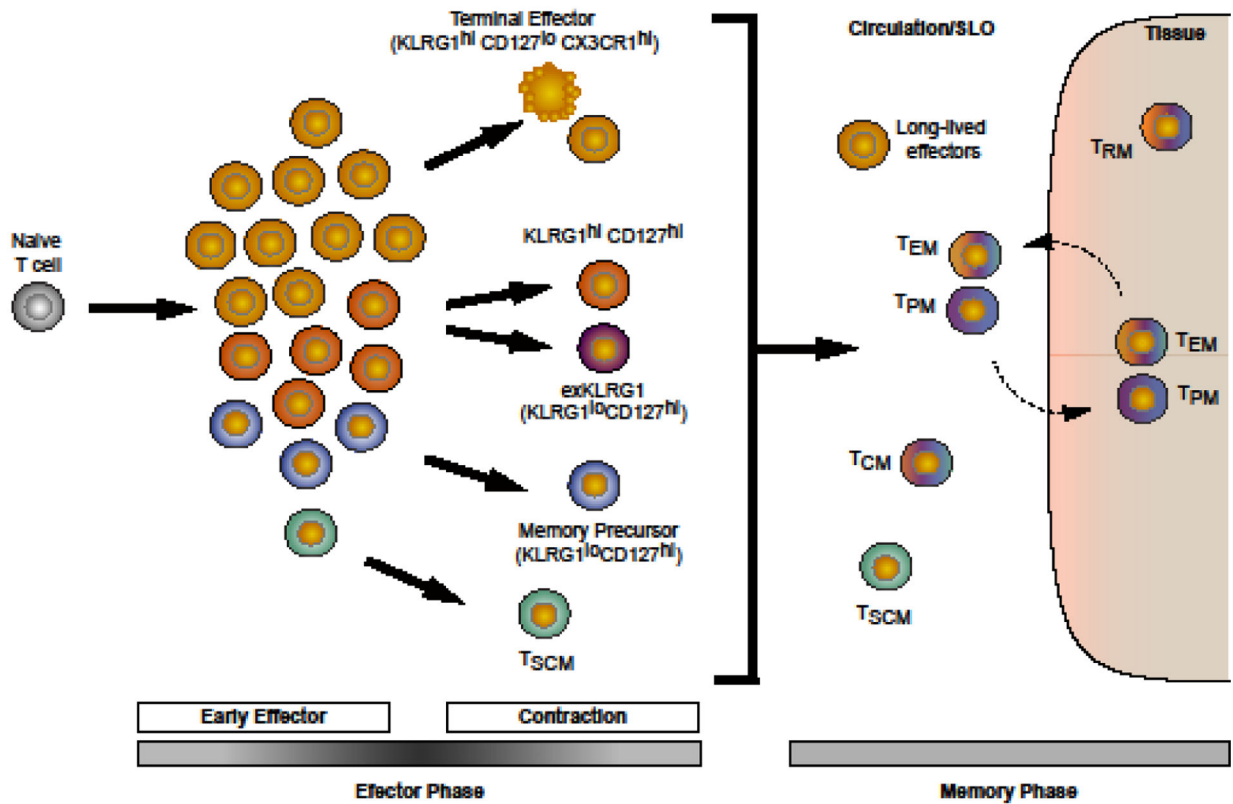 Terminal Effector
(KLRG1hi CD127lo CX3CR1hi)
Circulation/SLO
Tissue
Long-lived
effectors
TRM
Naive
T cell
KLRG1hi CD127hi
TEM
TPM
TEM
TPM
exKLRG1
(KLRG1loCD127hi)
TCM
Memory Precursor
(KLRG1loCD127hi)
TSCM
TSCM
Early Effector
Contraction
Efector Phase
Memory Phase